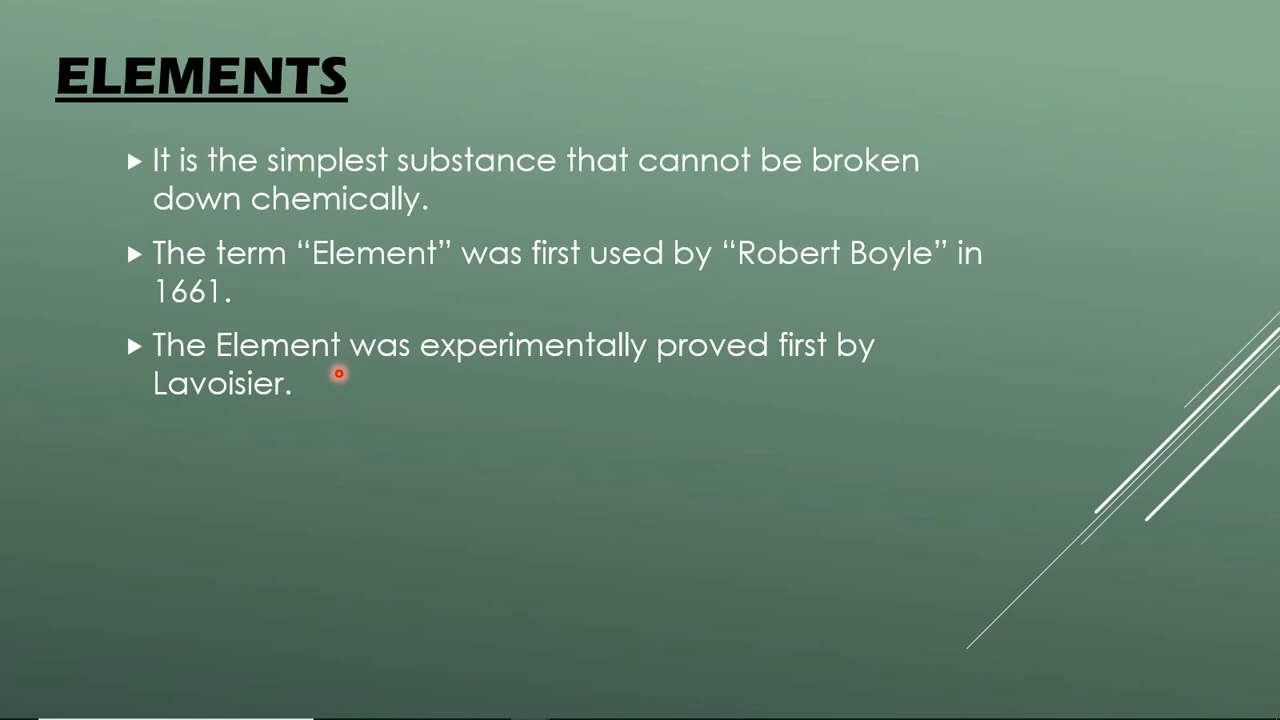 ELEMENTS
It is the simplest substance that cannot be broken
down chemically.
The term “Element” was first used by “Robert Boyle” in
1661.
The Element was experimentally proved first by
Lavoisier.